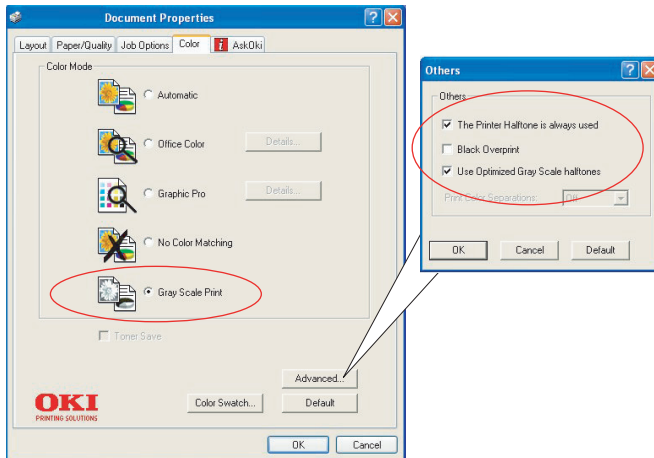 Document Properties
Layout Paper/Quality Job Options Color AskOki
Color Mode
Automatic
Office Color Details...
Graphic Pro Details...
No Color Matching
Gray Scale Print
Toner Save
Advanced...
OKI
PRINTING SOLUTIONS
Color Swatch... Default
OK Cancel
Others
Others
The Printer Halftone is always used
Black Overprint
Use Optimized Gray Scale halftones
Print Color Separations: Off
OK Cancel Default